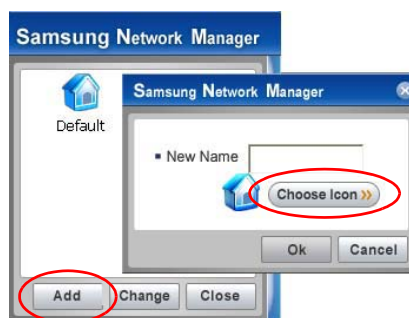 Samsung Network Manager
Default
Samsung Network Manager
New Name
Choose Icon »
Ok Cancel
Add Change Close